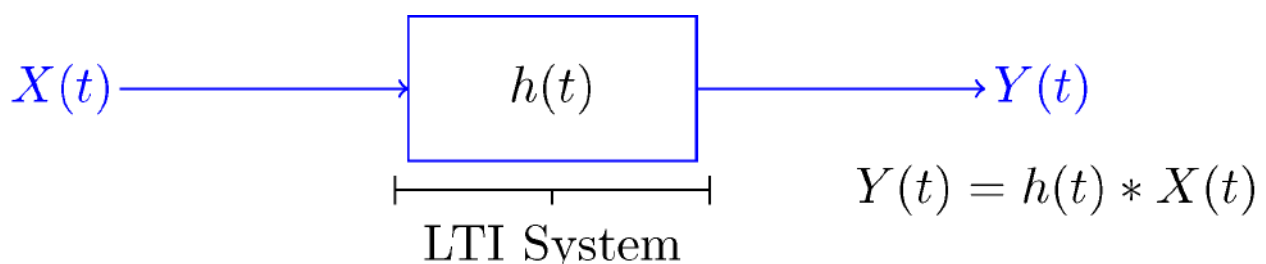 X(t) h(t) Y(t)
Y(t) = h(t) * X(t)
LTI System